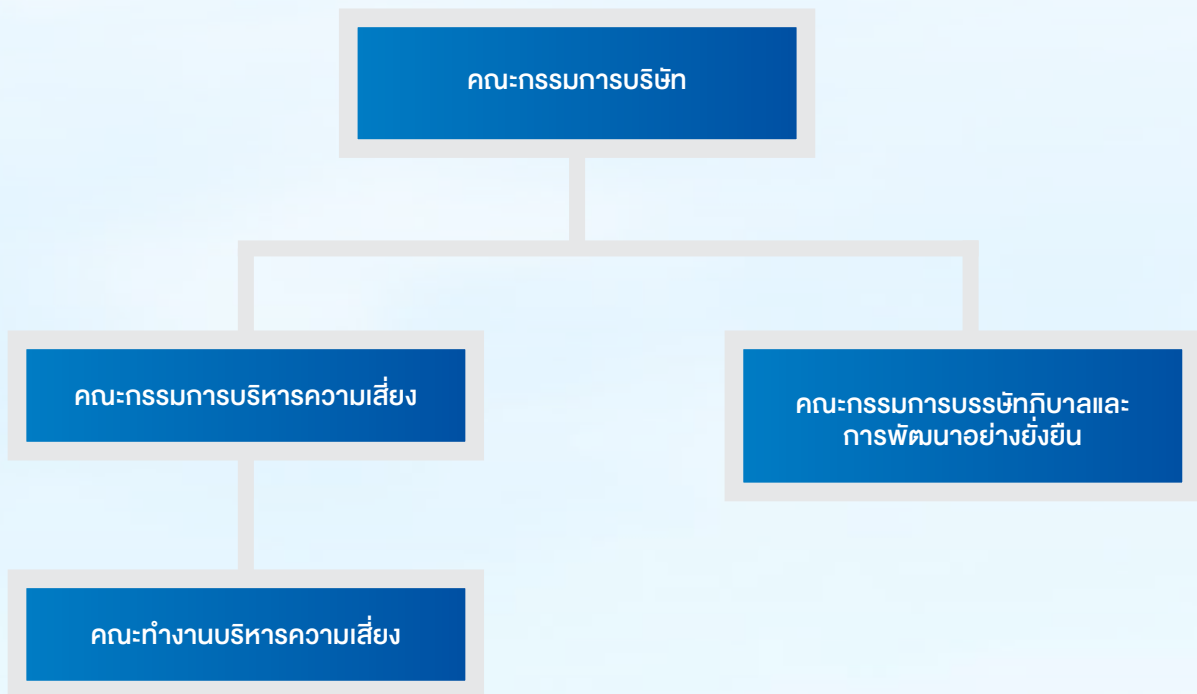 คณะกรรมการบริษัท
คณะกรรมการบริหารความเสี่ยง
คณะกรรมการบรรษัทภิบาลและ
การพัฒนาอย่างยั่งยืน
คณะทำงานบริหารความเสี่ยง